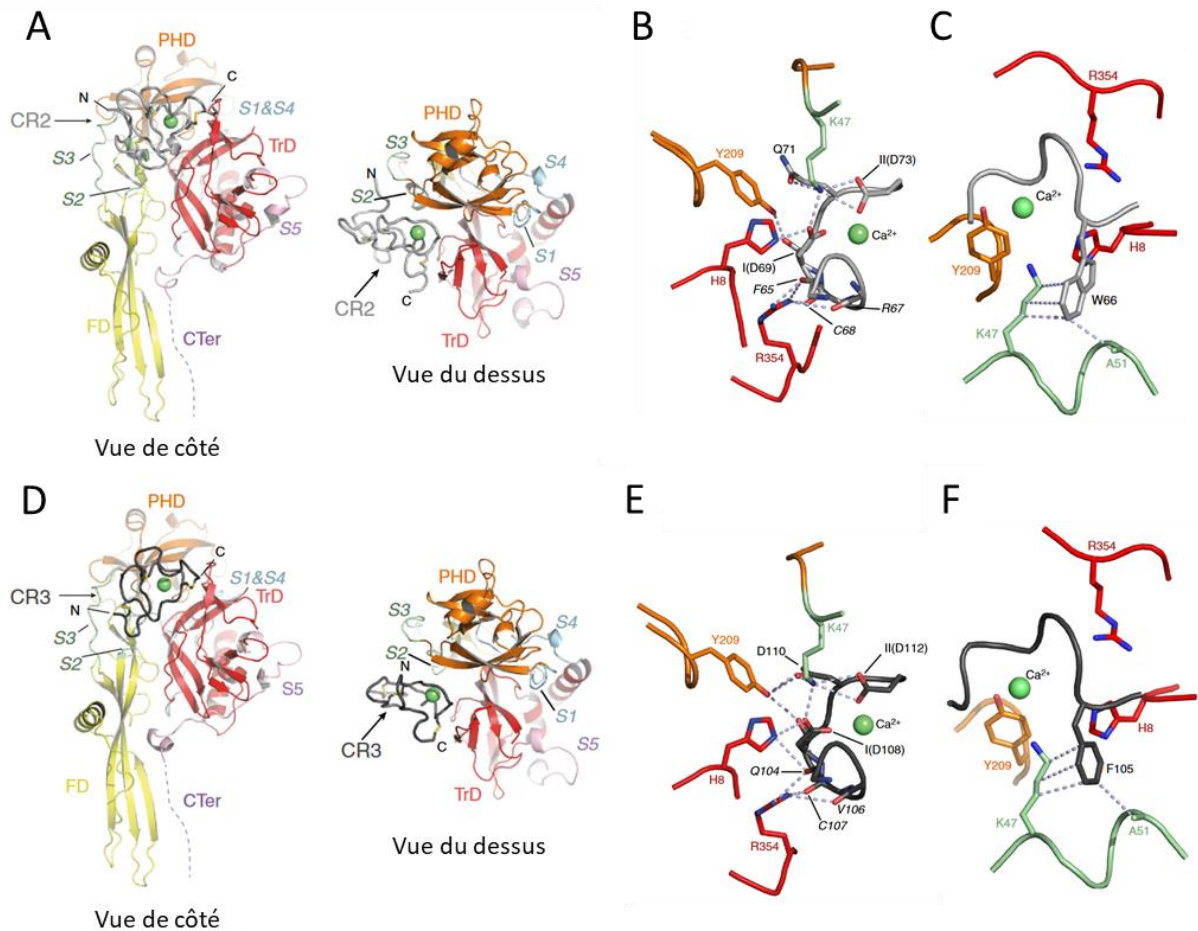 A
PHD
N
C
CR2
S1&S4
TrD
S3
S2
S5
FD
CTer
Vue de côté
PHD
S3
S4
S2
N
S1
S5
CR2
C
TrD
Vue du dessus
B
K47
Q71
II(D73)
Y209
Ca2+
I(D69)
H8
F65
R67
C68
R354
C
R354
Ca2+
H8
Y209
W66
K47
A51
D
PHD
C
CR3
S1&S4
N
TrD
S3
S2
S5
FD
CTer
Vue de côté
PHD
S3
S4
S2
N
S1
CR3
S5
C
TrD
Vue du dessus
E
K47
Y209
D110
II(D112)
Ca2+
I(D108)
H8
Q104
V106
C107
R354
F
R354
Ca2+
H8
Y209
F105
K47
A51